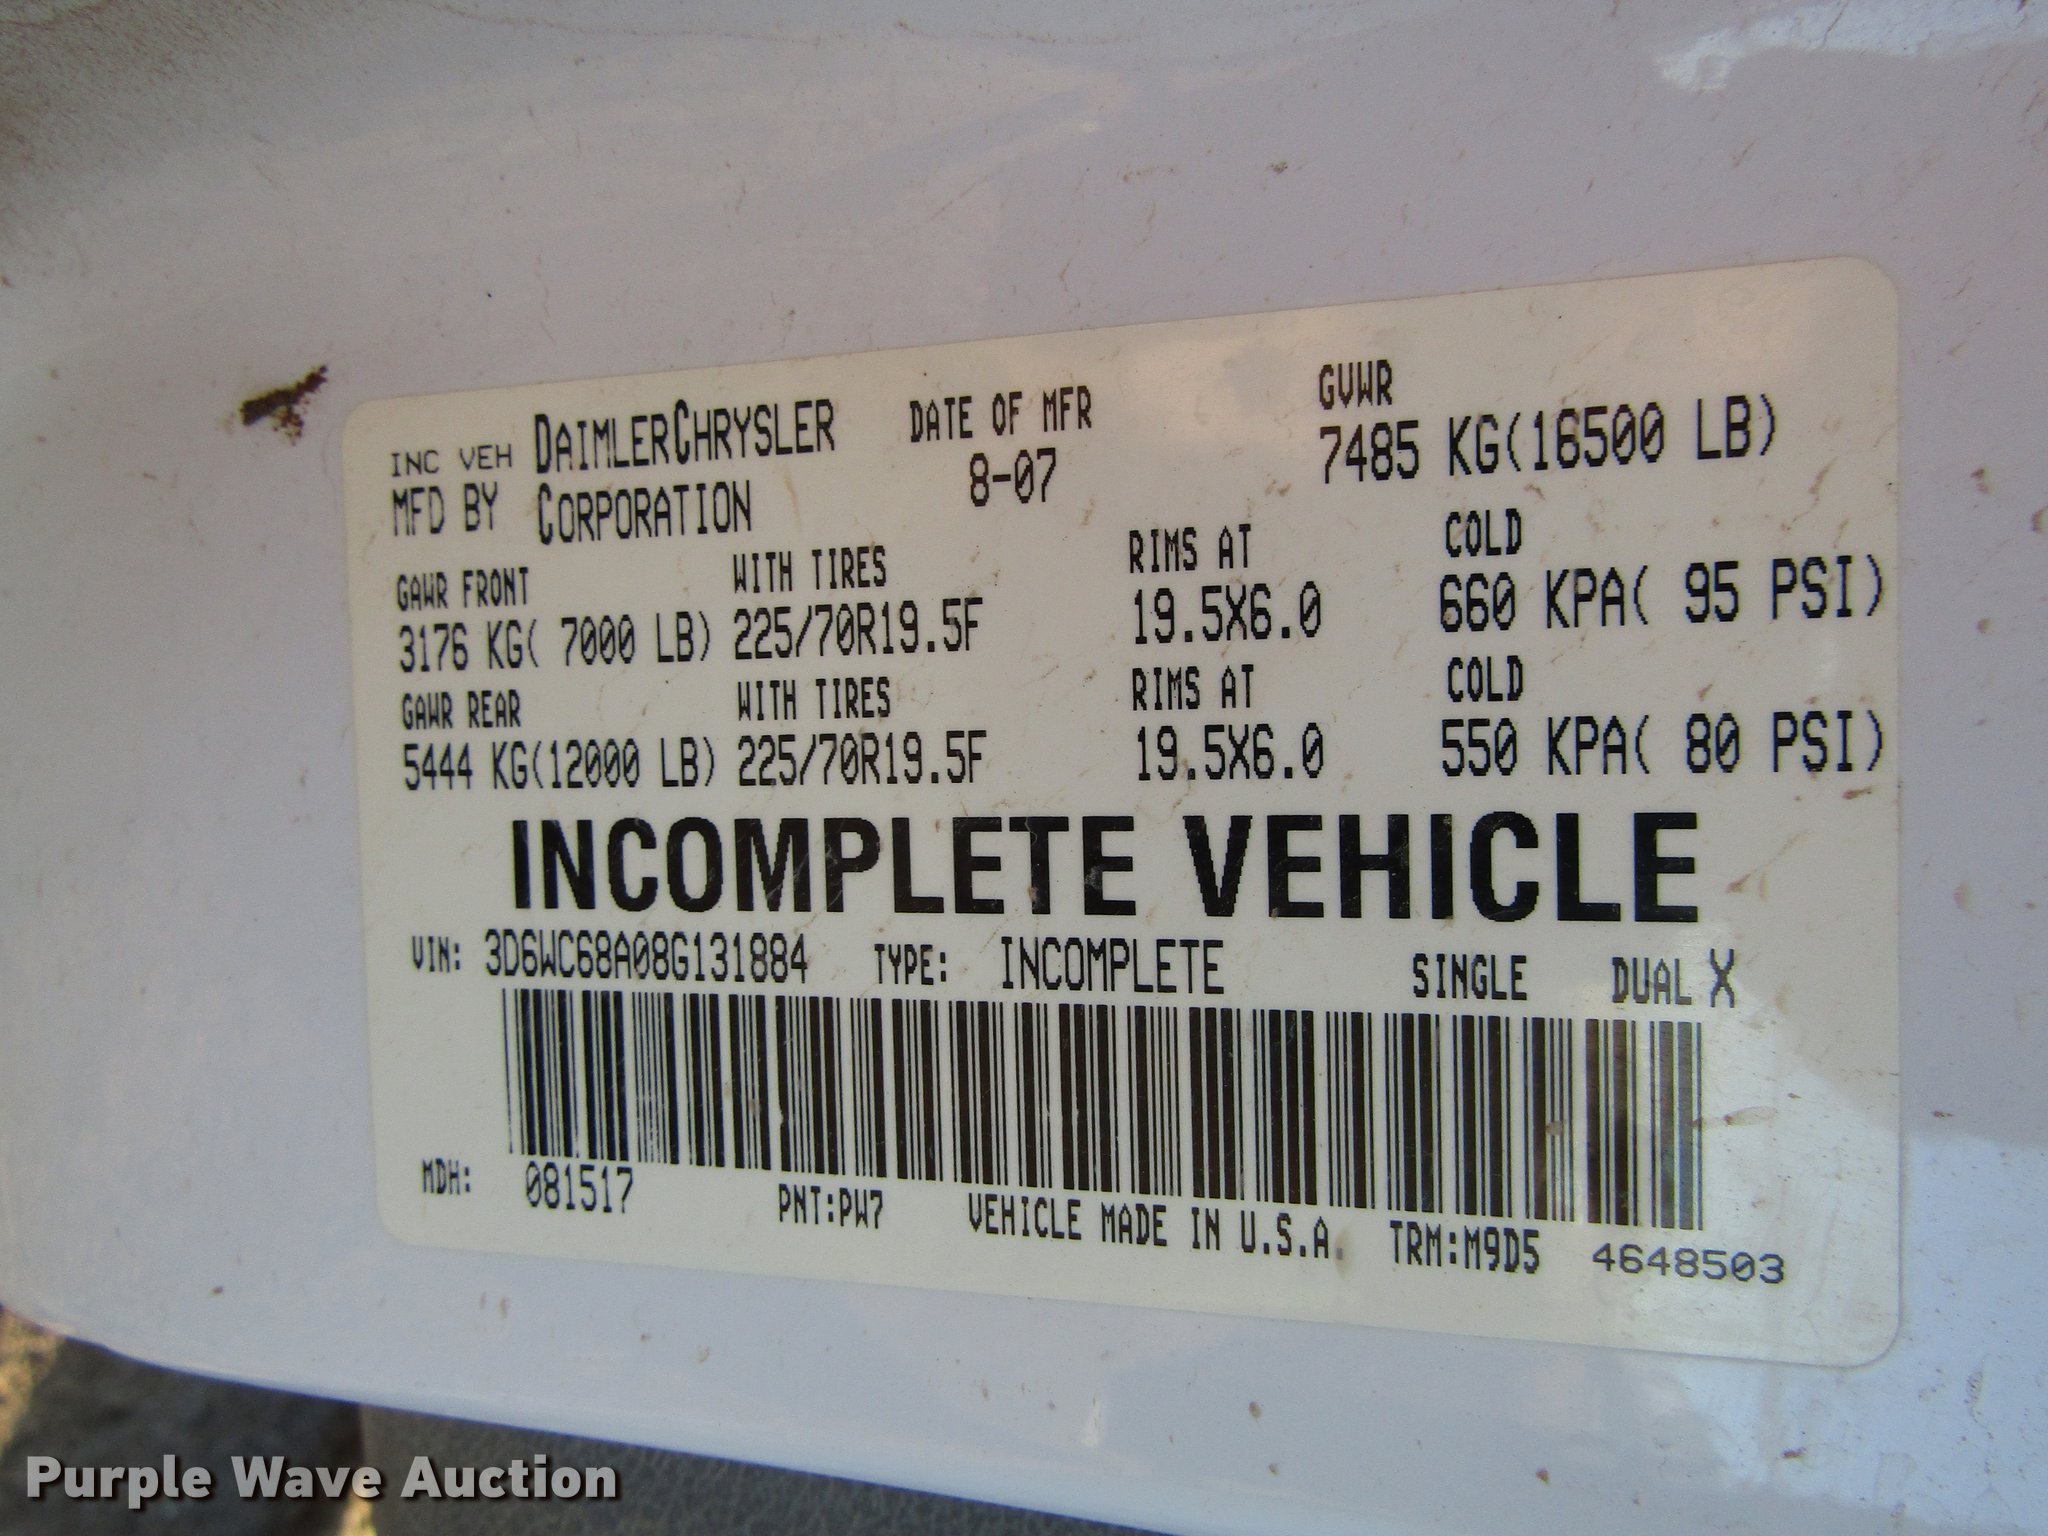 INC VEH DAIMLERCHRYSLER DATE OF MFR GVWR
MFD BY CORPORATION 8-07 7485 KG(16500 LB)
GAWR FRONT WITH TIRES RIMS AT COLD
3176 KG( 7000 LB) 225/70R19.5F 19.5X6.0 660 KPA( 95 PSI)
GAWR REAR WITH TIRES RIMS AT COLD
5444 KG(12000 LB) 225/70R19.5F 19.5X6.0 550 KPA( 80 PSI)
INCOMPLETE VEHICLE
VIN: 3D6WC68A08G131884 TYPE: INCOMPLETE SINGLE DUAL X
MDH: 081517 PNT:PW7 VEHICLE MADE IN U.S.A. TRM:M9D5 4648503
Purple Wave Auction